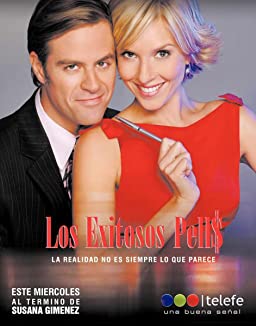 Los Exitosos Pell$
LA REALIDAD NO ES SIEMPRE LO QUE PARECE
ESTE MIERCOLES
AL TERMINO DE
SUSANA GIMENEZ
telefe
una buena señal